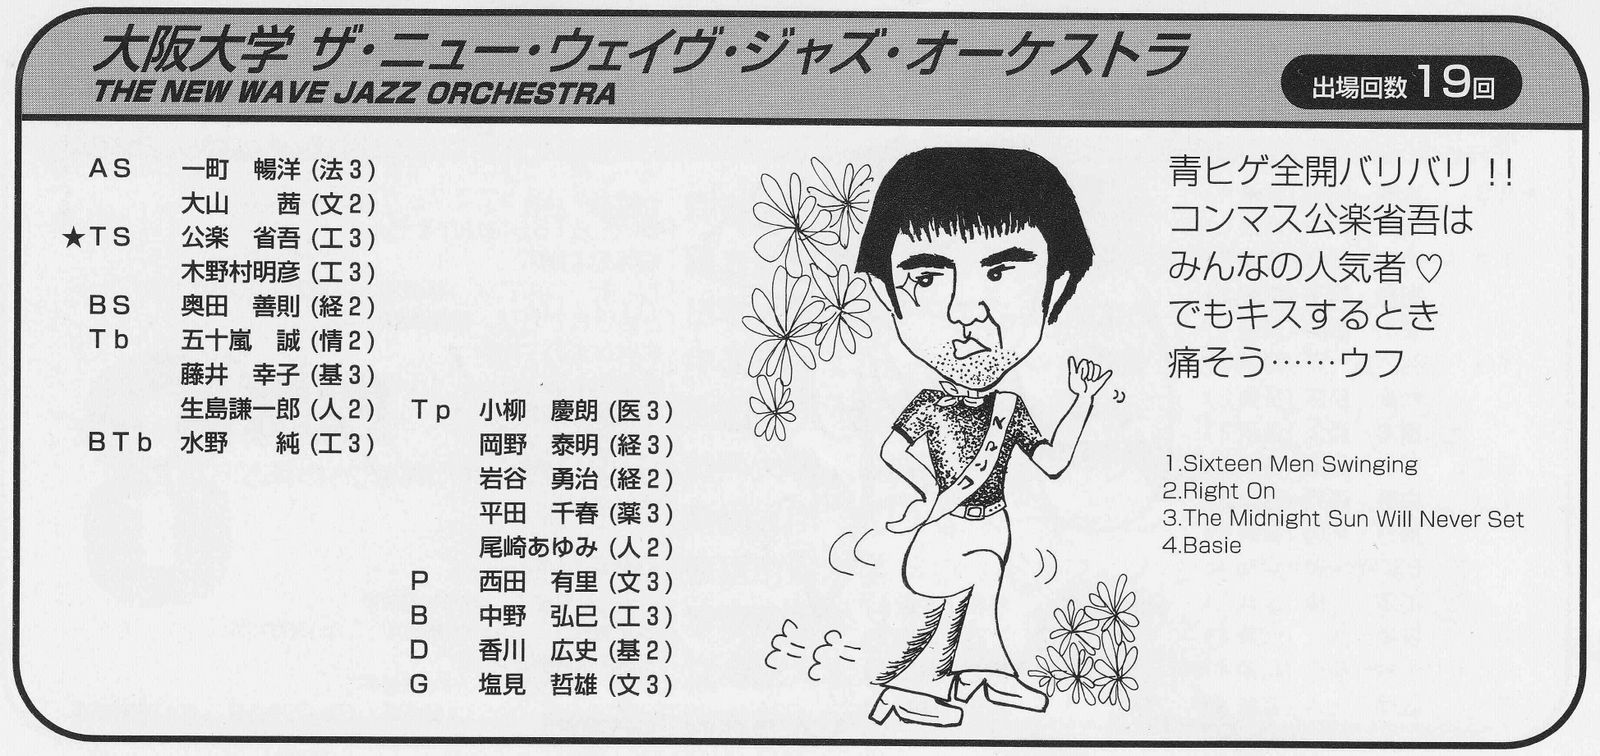 大阪大学 ザ・ニュー・ウェイヴ・ジャズ・オーケストラ
THE NEW WAVE JAZZ ORCHESTRA
出場回数 19回
AS 一町 暢洋 (法3)
大山 茜 (文2)
★TS 公楽 省吾 (工3)
木野村明彦 (工3)
BS 奥田 善則 (経2)
Tb 五十嵐 誠 (情2)
藤井 幸子 (基3)
生島謙一郎 (人2)
BTb 水野 純 (工3)
Tp 小柳 慶朗 (医3)
岡野 泰明 (経3)
岩谷 勇治 (経2)
平田 千春 (薬3)
尾崎あゆみ (人2)
P 西田 有里 (文3)
B 中野 弘巳 (工3)
D 香川 広史 (基2)
G 塩見 哲雄 (文3)
コンマス
青ヒゲ全開バリバリ!!
コンマス公楽省吾は
みんなの人気者♡
でもキスするとき
痛そう……ウフ
1.Sixteen Men Swinging
2.Right On
3.The Midnight Sun Will Never Set
4.Basie